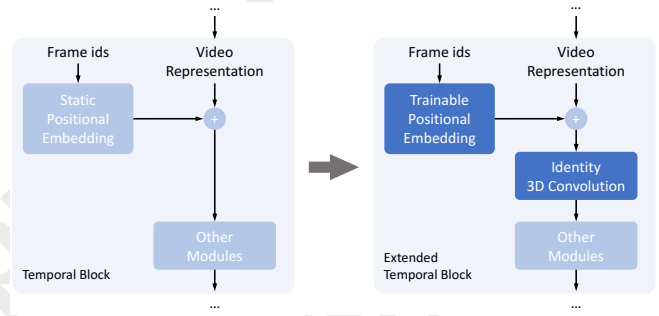 ...
Frame ids
Video
Representation
Static
Positional
Embedding
+
Other
Modules
Temporal Block
...
...
Frame ids
Video
Representation
Trainable
Positional
Embedding
+
Identity
3D Convolution
Other
Modules
Extended
Temporal Block
...